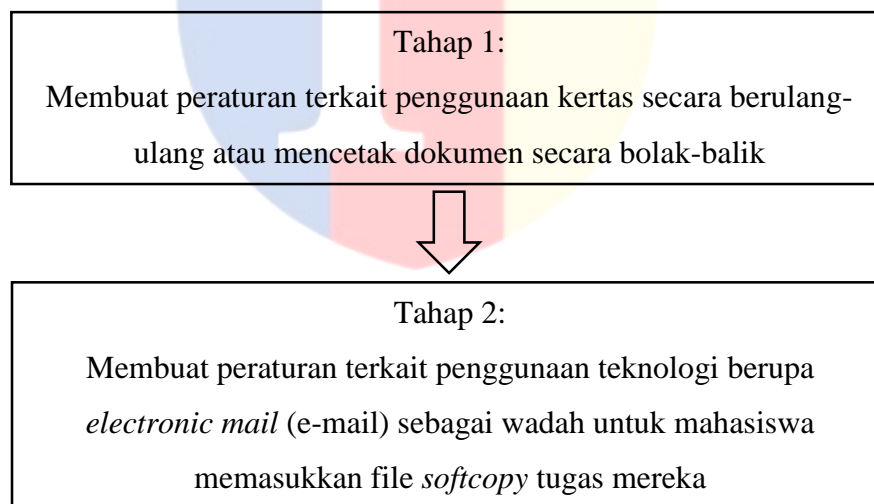 Tahap 1:
Membuat peraturan terkait penggunaan kertas secara berulang-
ulang atau mencetak dokumen secara bolak-balik
Tahap 2:
Membuat peraturan terkait penggunaan teknologi berupa
electronic mail (e-mail) sebagai wadah untuk mahasiswa
memasukkan file softcopy tugas mereka